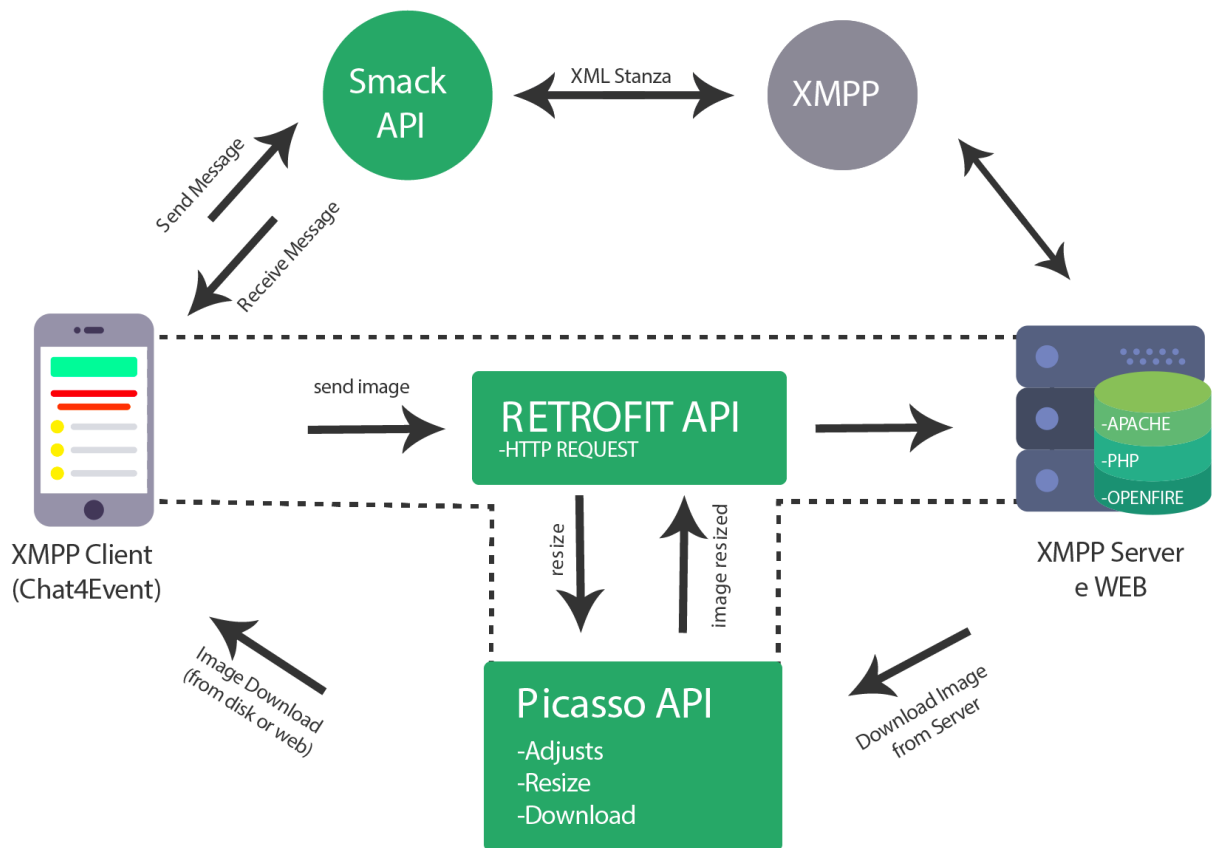 Smack
API
XML Stanza
XMPP
Send Message
Receive Message
send image
RETROFIT API
-HTTP REQUEST
-APACHE
-PHP
-OPENFIRE
XMPP Client
(Chat4Event)
resize
image resized
XMPP Server
e WEB
Image Download
(from disk or web)
Picasso API
-Adjusts
-Resize
-Download
Download Image
from Server